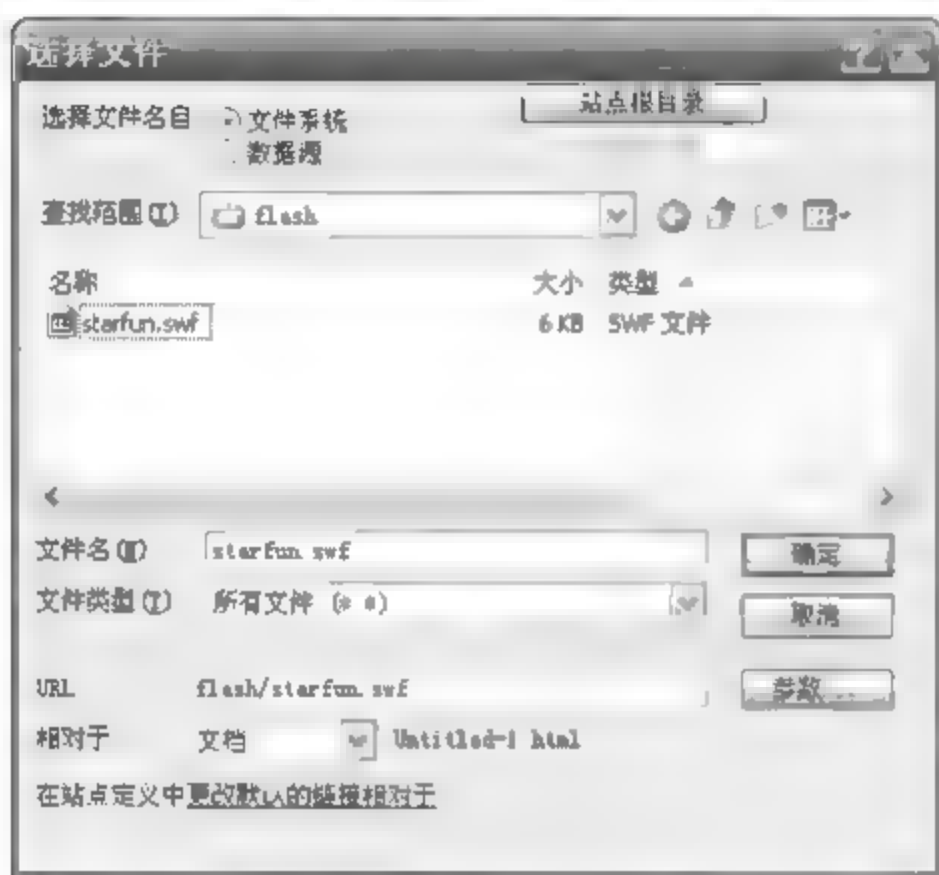 选择文件
选择文件名自 文件系统 站点根目录
数据源
查找范围(I) flash
名称 大小 类型
starfun.swf 6 KB SWF 文件
文件名(N) starfun.swf 确定
文件类型(T) 所有文件 (*.*) 取消
URL flash/starfun.swf 参数...
相对于 文档 Untitled-1.html
在站点定义中更改默认的链接相对于